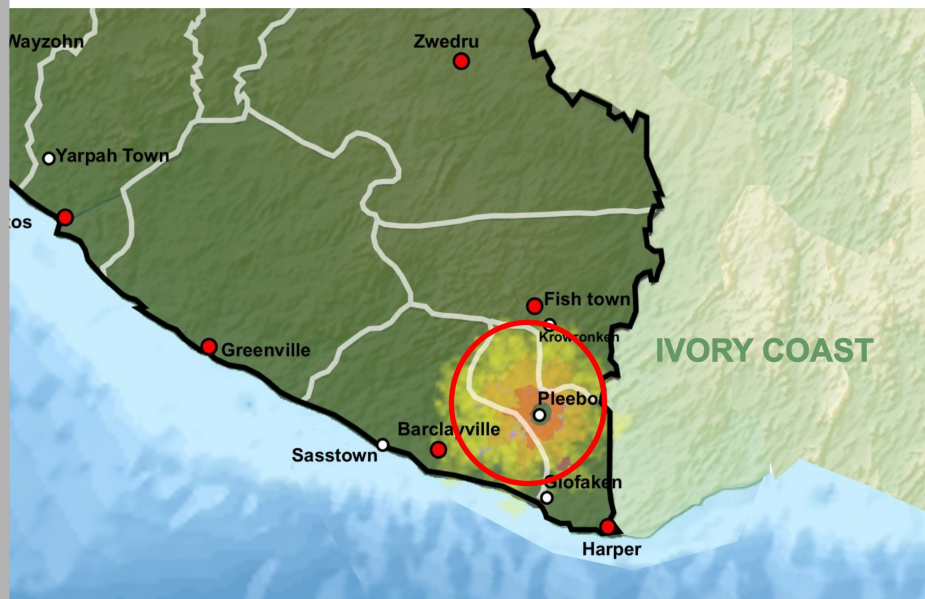 Wayzohn
Zwedru
Yarpah Town
Fish town
Krowronken
Greenville
IVORY COAST
Pleebo
Barclayville
Sasstown
Glofaken
Harper